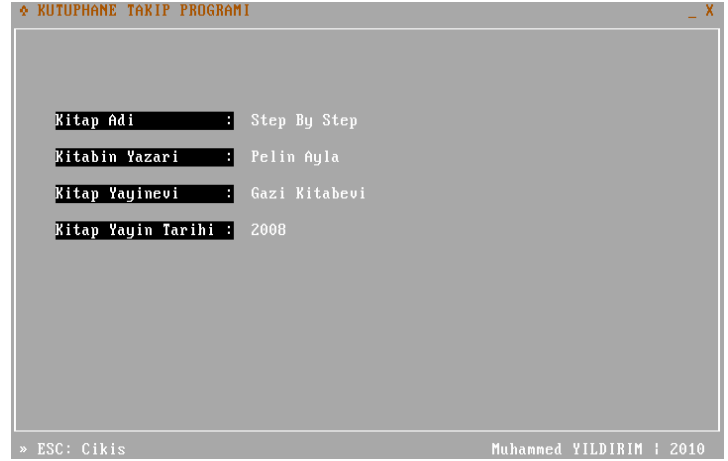 ❖ KUTUPHANE TAKIP PROGRAMI _ X
Kitap Adi : Step By Step
Kitabin Yazari : Pelin Ayla
Kitap Yayinevi : Gazi Kitabevi
Kitap Yayin Tarihi : 2008
» ESC: Cikis Muhammed YILDIRIM ¦ 2010